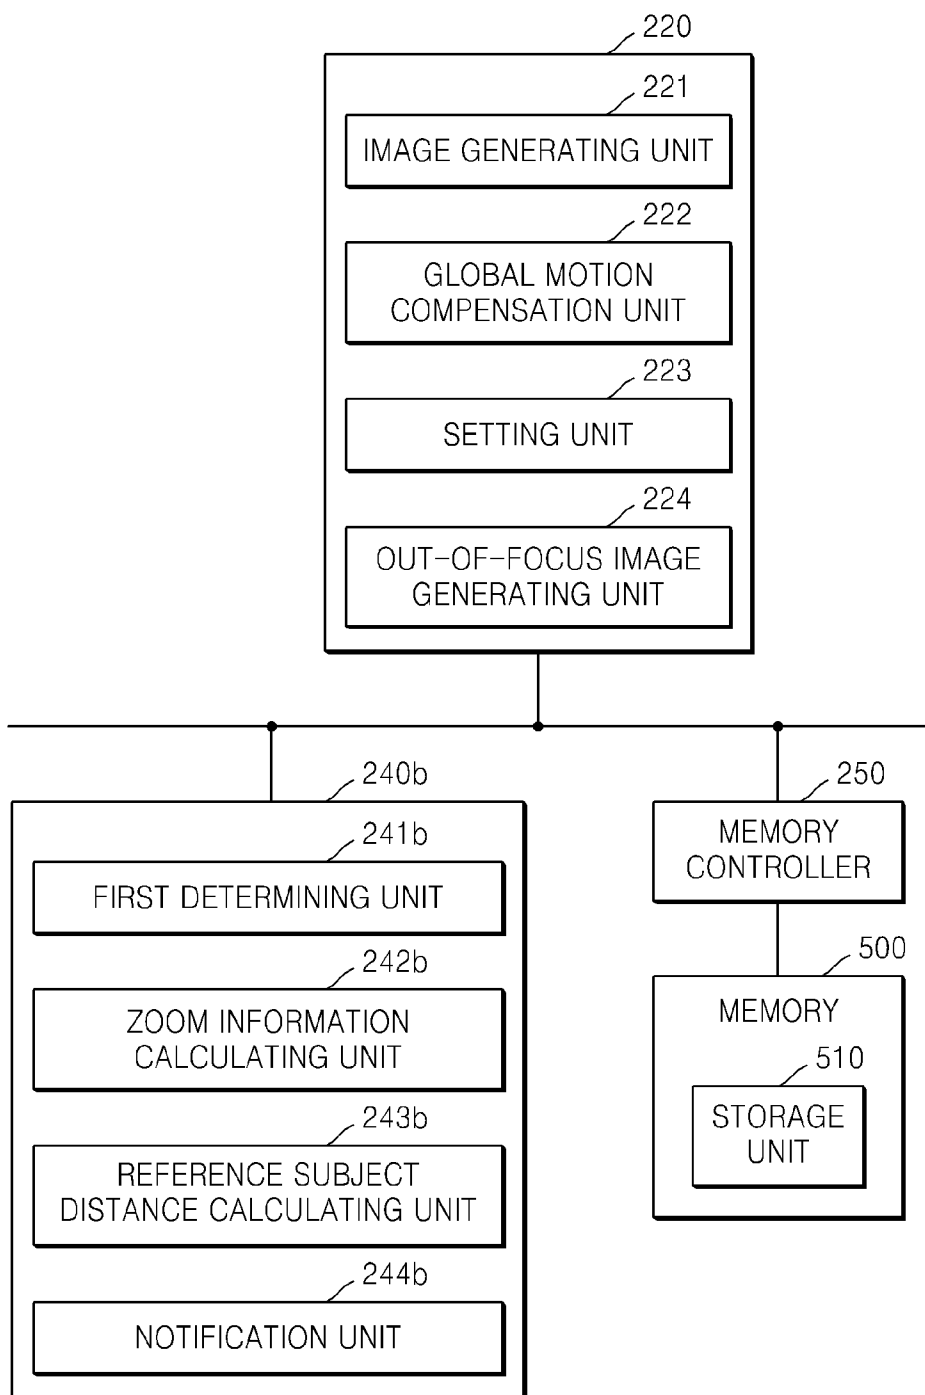 220
221
IMAGE GENERATING UNIT
222
GLOBAL MOTION
COMPENSATION UNIT
223
SETTING UNIT
224
OUT-OF-FOCUS IMAGE
GENERATING UNIT
240b
241b
FIRST DETERMINING UNIT
242b
ZOOM INFORMATION
CALCULATING UNIT
243b
REFERENCE SUBJECT
DISTANCE CALCULATING UNIT
244b
NOTIFICATION UNIT
250
MEMORY
CONTROLLER
500
MEMORY
510
STORAGE
UNIT